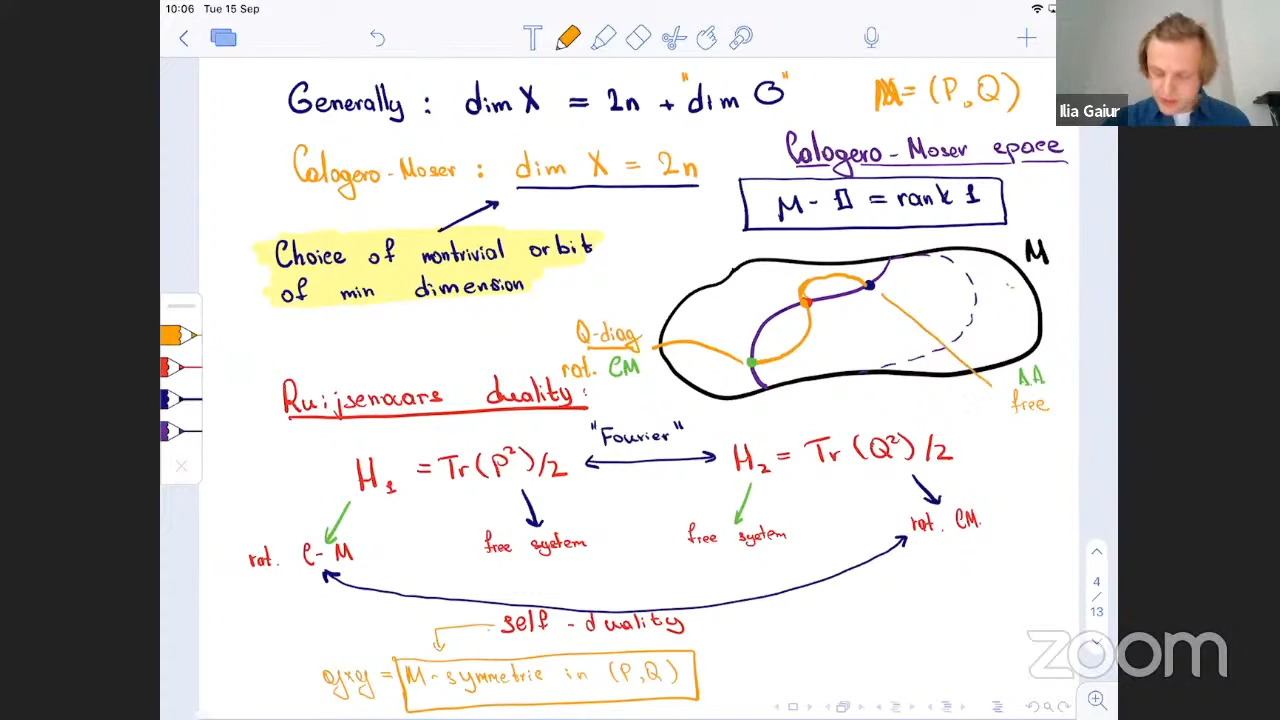 10:06 Tue 15 Sep
Generally : dim X = 2n + "dim O"
M = (P, Q)
Ilia Gaiur
Calogero-Moser : dim X = 2n
Calogero-Moser space
M - 1 = rank 1
Choice of nontrivial orbit
of min dimension
M
Q-diag
rat. CM
A.A
free
Ruijsenaars duality :
"Fourier"
H₁ = Tr(P²)/2
H₂ = Tr(Q²)/2
free system
free system
rat. CM.
rat. C-M
self-duality
M-symmetric in (P,Q)
4
/
13
zoom